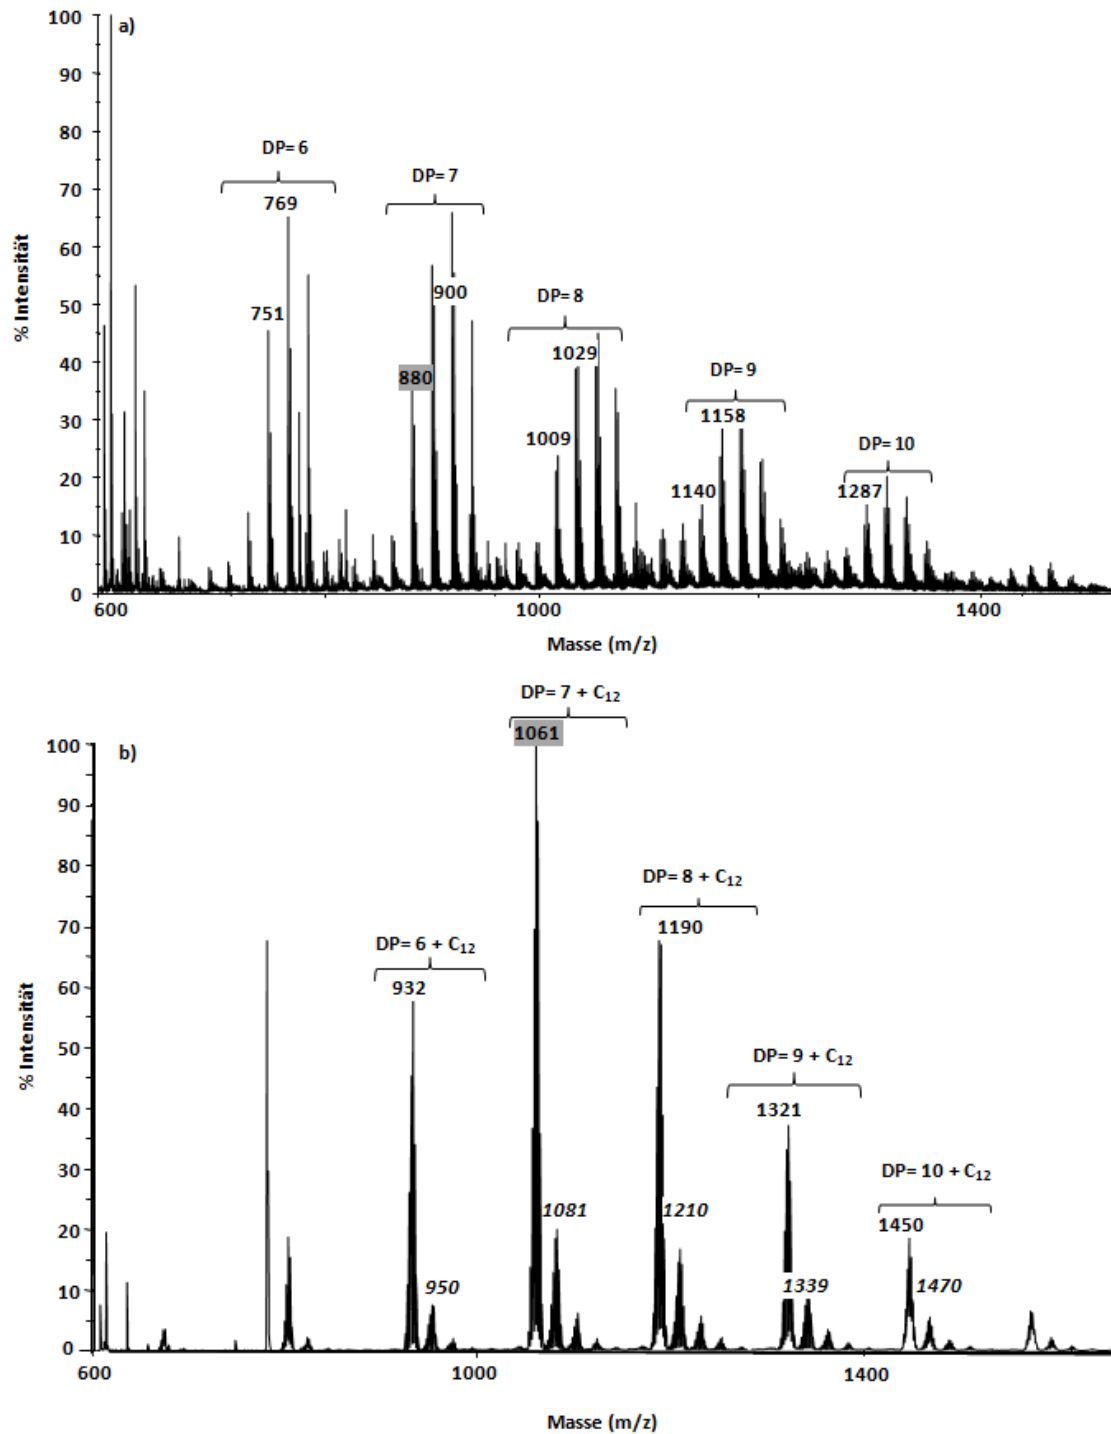 a)
100
90
80
70
60
50
40
30
20
10
0
% Intensität
DP= 6
769
751
DP= 7
900
880
DP= 8
1029
1009
DP= 9
1158
1140
DP= 10
1287
600
1000
1400
Masse (m/z)
b)
100
90
80
70
60
50
40
30
20
10
0
% Intensität
DP= 6 + C₁₂
932
950
DP= 7 + C₁₂
1061
1081
DP= 8 + C₁₂
1190
1210
DP= 9 + C₁₂
1321
1339
DP= 10 + C₁₂
1450
1470
600
1000
1400
Masse (m/z)